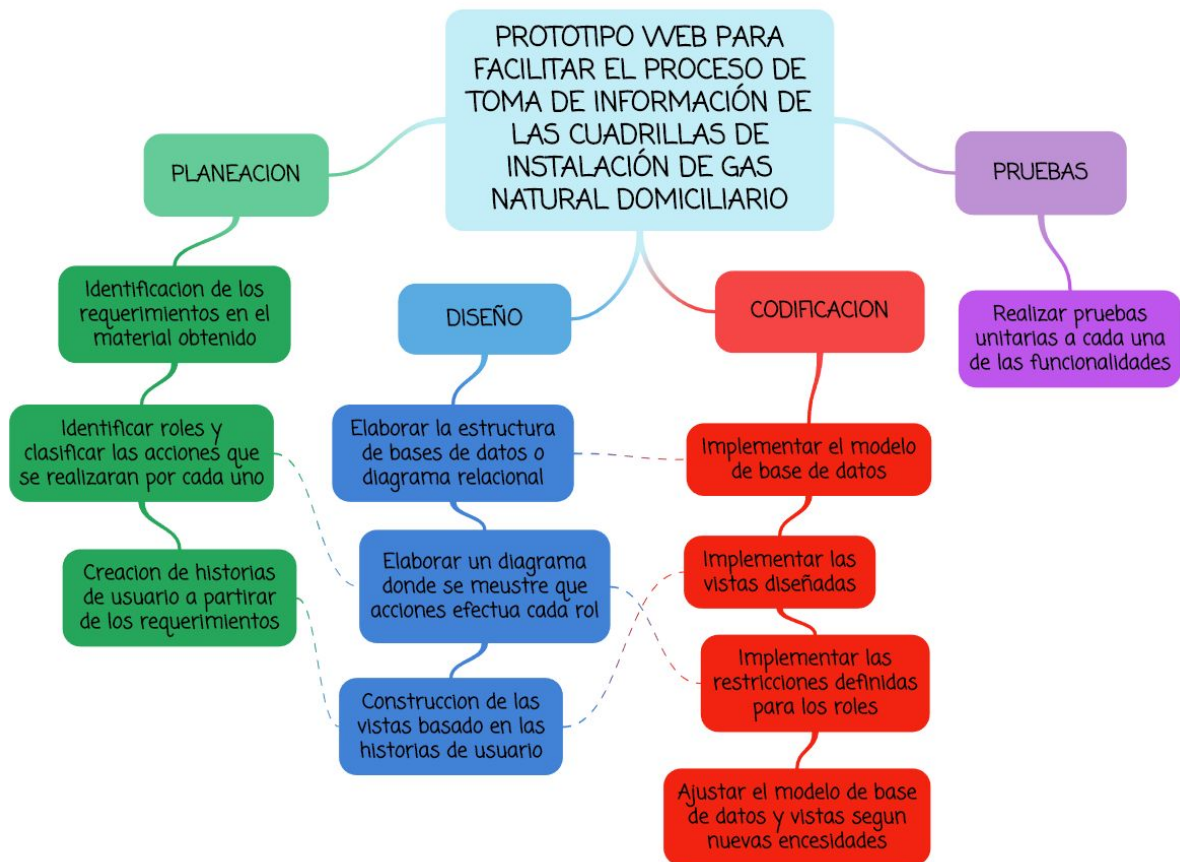 PROTOTIPO WEB PARA
FACILITAR EL PROCESO DE
TOMA DE INFORMACIÓN DE
LAS CUADRILLAS DE
INSTALACIÓN DE GAS
NATURAL DOMICILIARIO
PLANEACION
Identificacion de los
requerimientos en el
material obtenido
Identificar roles y
clasificar las acciones que
se realizaran por cada uno
Creacion de historias
de usuario a partirar
de los requerimientos
DISEÑO
Elaborar la estructura
de bases de datos o
diagrama relacional
Elaborar un diagrama
donde se meustre que
acciones efectua cada rol
Construccion de las
vistas basado en las
historias de usuario
CODIFICACION
Implementar el modelo
de base de datos
Implementar las
vistas diseñadas
Implementar las
restricciones definidas
para los roles
Ajustar el modelo de base
de datos y vistas segun
nuevas encesidades
PRUEBAS
Realizar pruebas
unitarias a cada una
de las funcionalidades